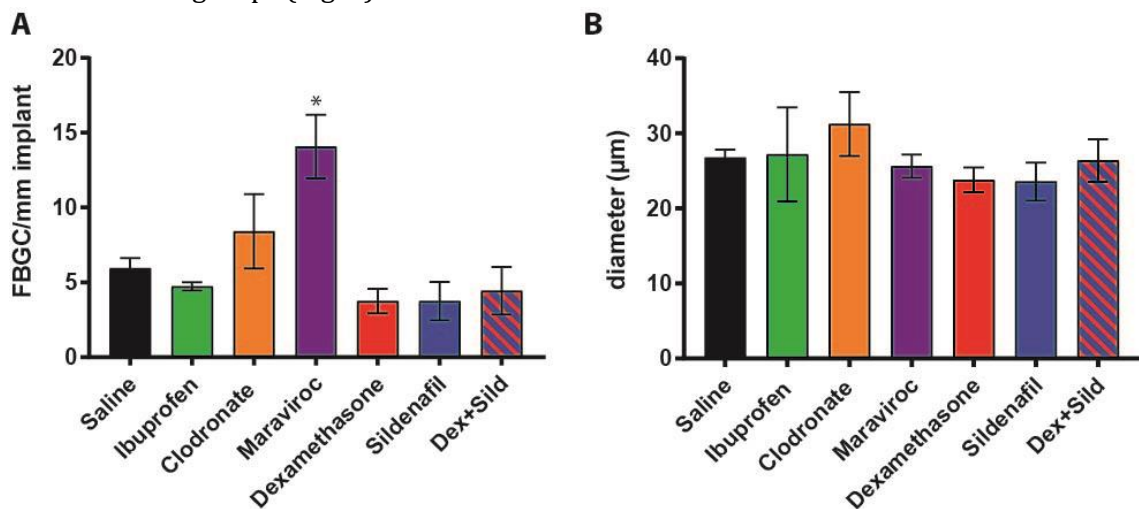 A
FBGC/mm implant
20
15
10
5
0
*
Saline
Ibuprofen
Clodronate
Maraviroc
Dexamethasone
Sildenafil
Dex+Sild
B
diameter (µm)
40
30
20
10
0
Saline
Ibuprofen
Clodronate
Maraviroc
Dexamethasone
Sildenafil
Dex+Sild